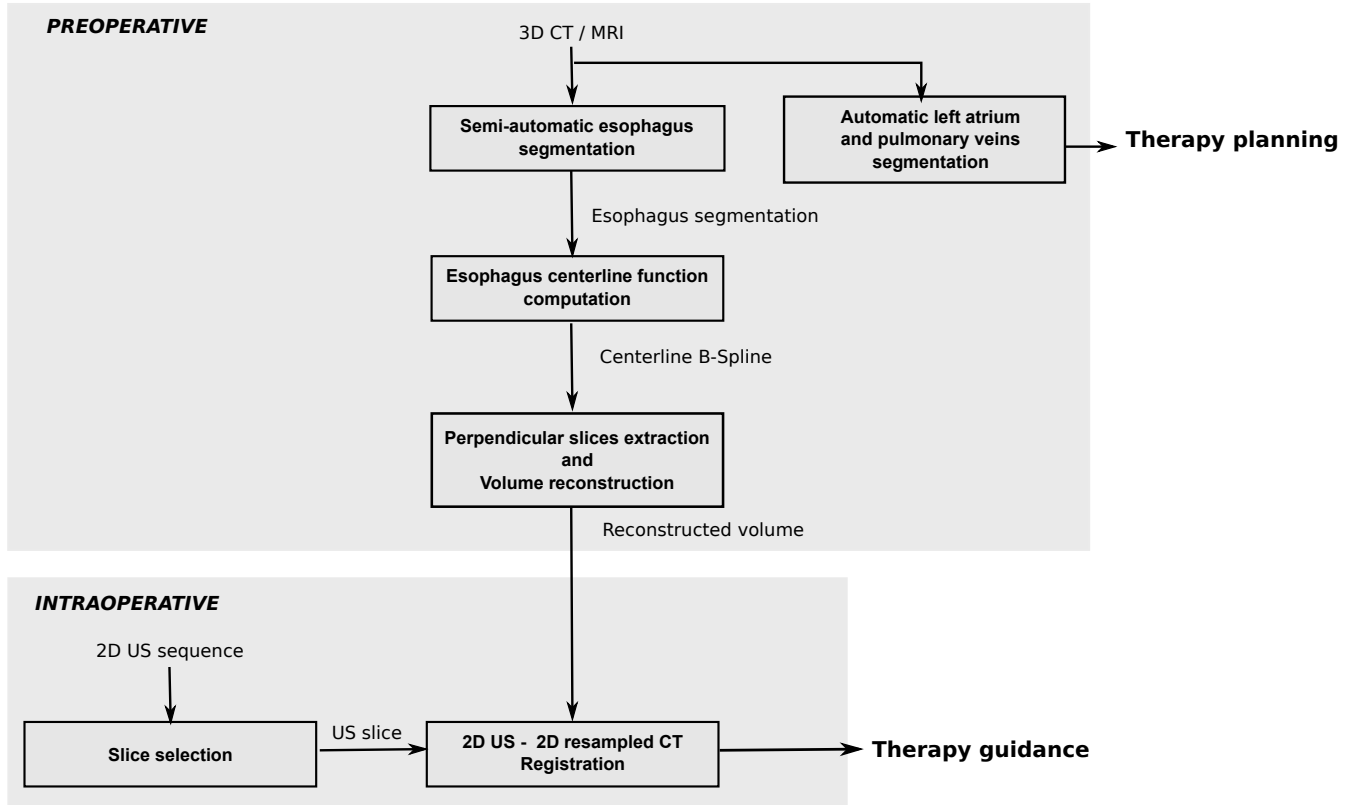 PREOPERATIVE
3D CT / MRI
Semi-automatic esophagus
segmentation
Automatic left atrium
and pulmonary veins
segmentation
Therapy planning
Esophagus segmentation
Esophagus centerline function
computation
Centerline B-Spline
Perpendicular slices extraction
and
Volume reconstruction
Reconstructed volume
INTRAOPERATIVE
2D US sequence
Slice selection
US slice
2D US - 2D resampled CT
Registration
Therapy guidance